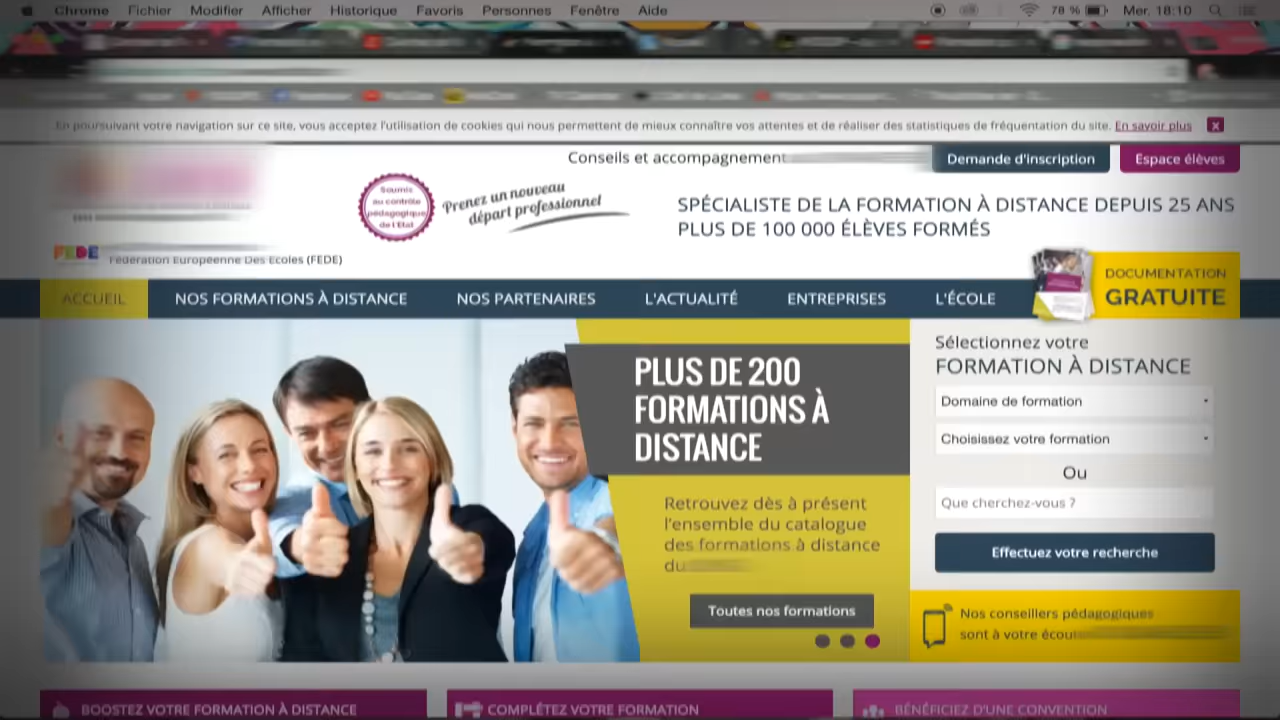 Chrome Fichier Modifier Afficher Historique Favoris Personnes Fenêtre Aide 78 % Mer. 18:10
En poursuivant votre navigation sur ce site, vous acceptez l'utilisation de cookies qui nous permettent de mieux connaître vos attentes et de réaliser des statistiques de fréquentation du site. En savoir plus x
Conseils et accompagnement
Demande d'inscription
Espace élèves
Soumis
au contrôle
pédagogique
de l'Etat
Prenez un nouveau
départ professionnel
SPÉCIALISTE DE LA FORMATION À DISTANCE DEPUIS 25 ANS
PLUS DE 100 000 ÉLÈVES FORMÉS
FEDE
Fédération Européenne Des Ecoles (FEDE)
DOCUMENTATION
GRATUITE
ACCUEIL NOS FORMATIONS À DISTANCE NOS PARTENAIRES L'ACTUALITÉ ENTREPRISES L'ÉCOLE
PLUS DE 200
FORMATIONS À
DISTANCE
Retrouvez dès à présent
l'ensemble du catalogue
des formations à distance
du
Toutes nos formations
Sélectionnez votre
FORMATION À DISTANCE
Domaine de formation
Choisissez votre formation
Ou
Que cherchez-vous ?
Effectuez votre recherche
Nos conseillers pédagogiques
sont à votre écou
BOOSTEZ VOTRE FORMATION À DISTANCE
COMPLÉTEZ VOTRE FORMATION
BÉNÉFICIEZ D'UNE CONVENTION